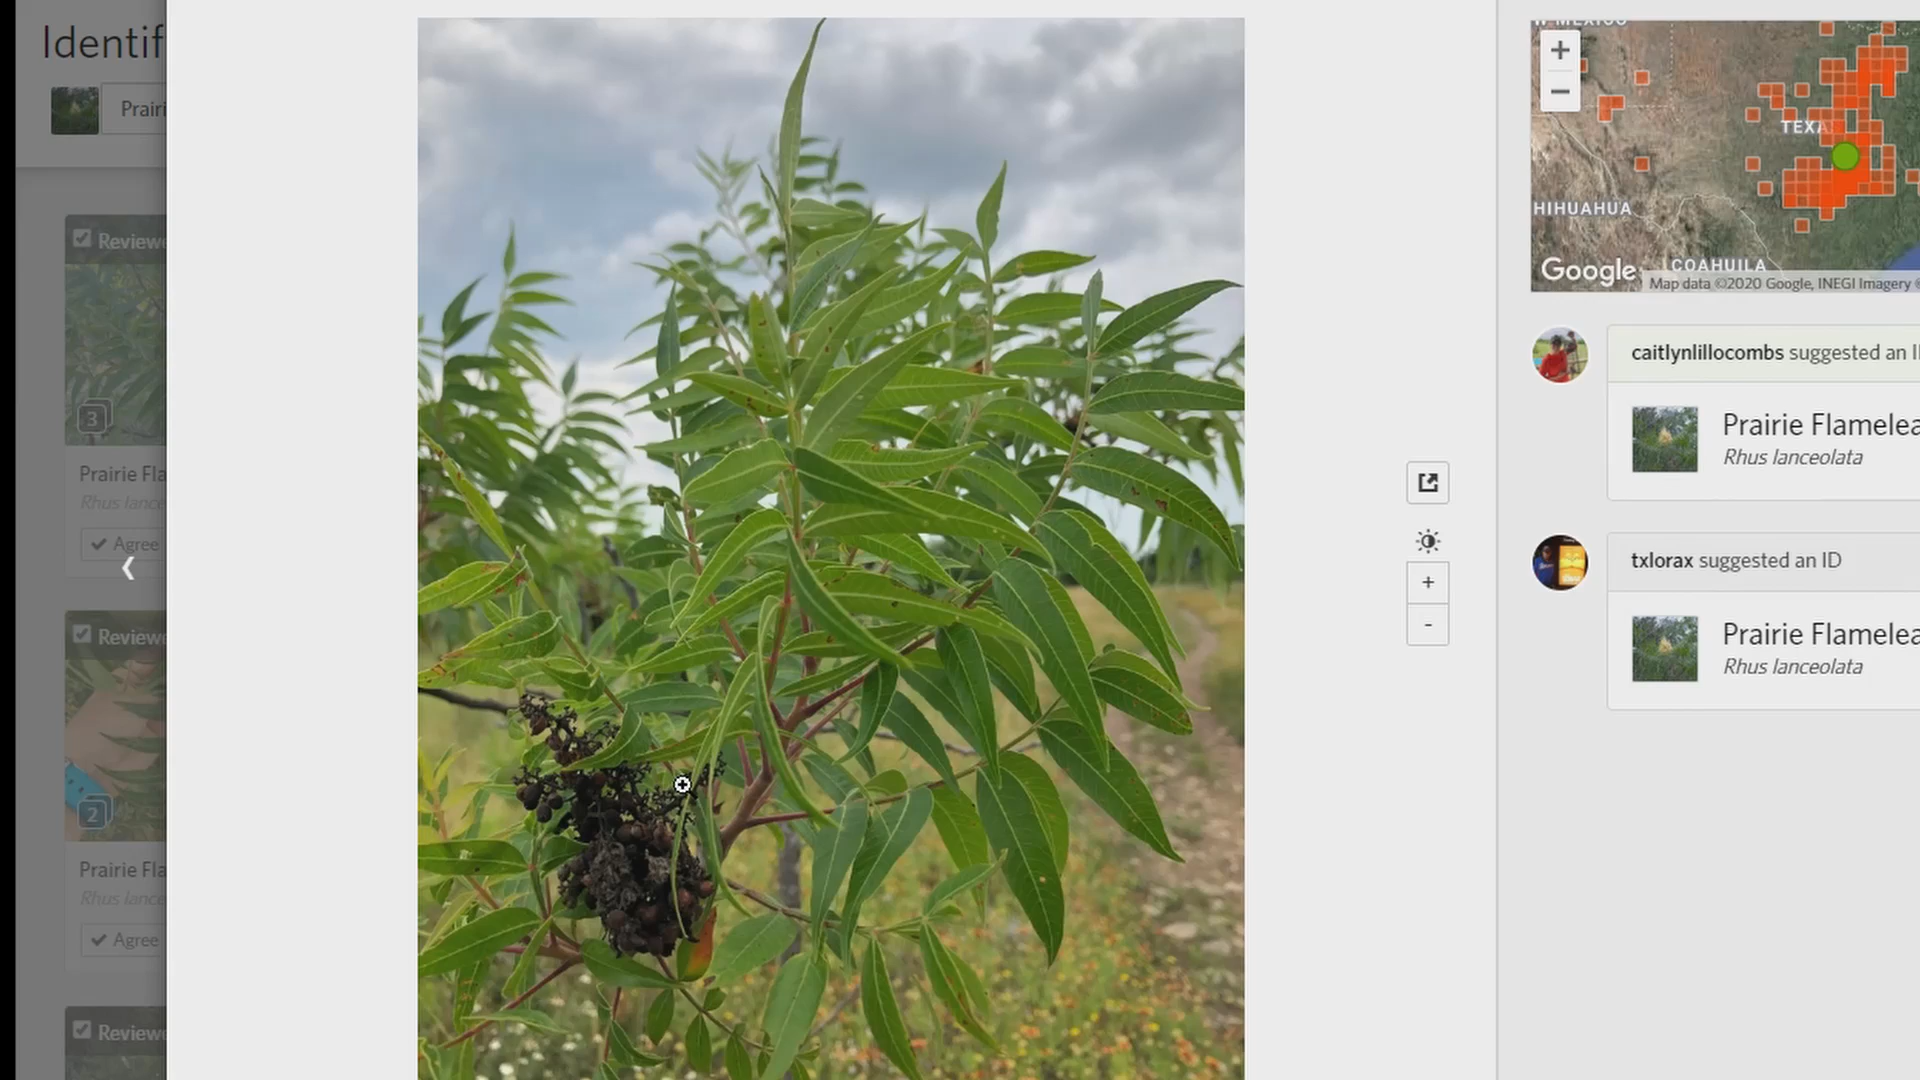 Identif
Prairi
Reviewe
3
Prairie Fla
Rhus lance
Agree
Reviewe
2
Prairie Fla
Rhus lance
Agree
Reviewe
+
-
W MEXICO
TEXA
HIHUAHUA
COAHUILA
Google
Map data ©2020 Google, INEGI Imagery ©
caitlynlillocombs suggested an I
Prairie Flamelea
Rhus lanceolata
txlorax suggested an ID
Prairie Flamelea
Rhus lanceolata
+
-